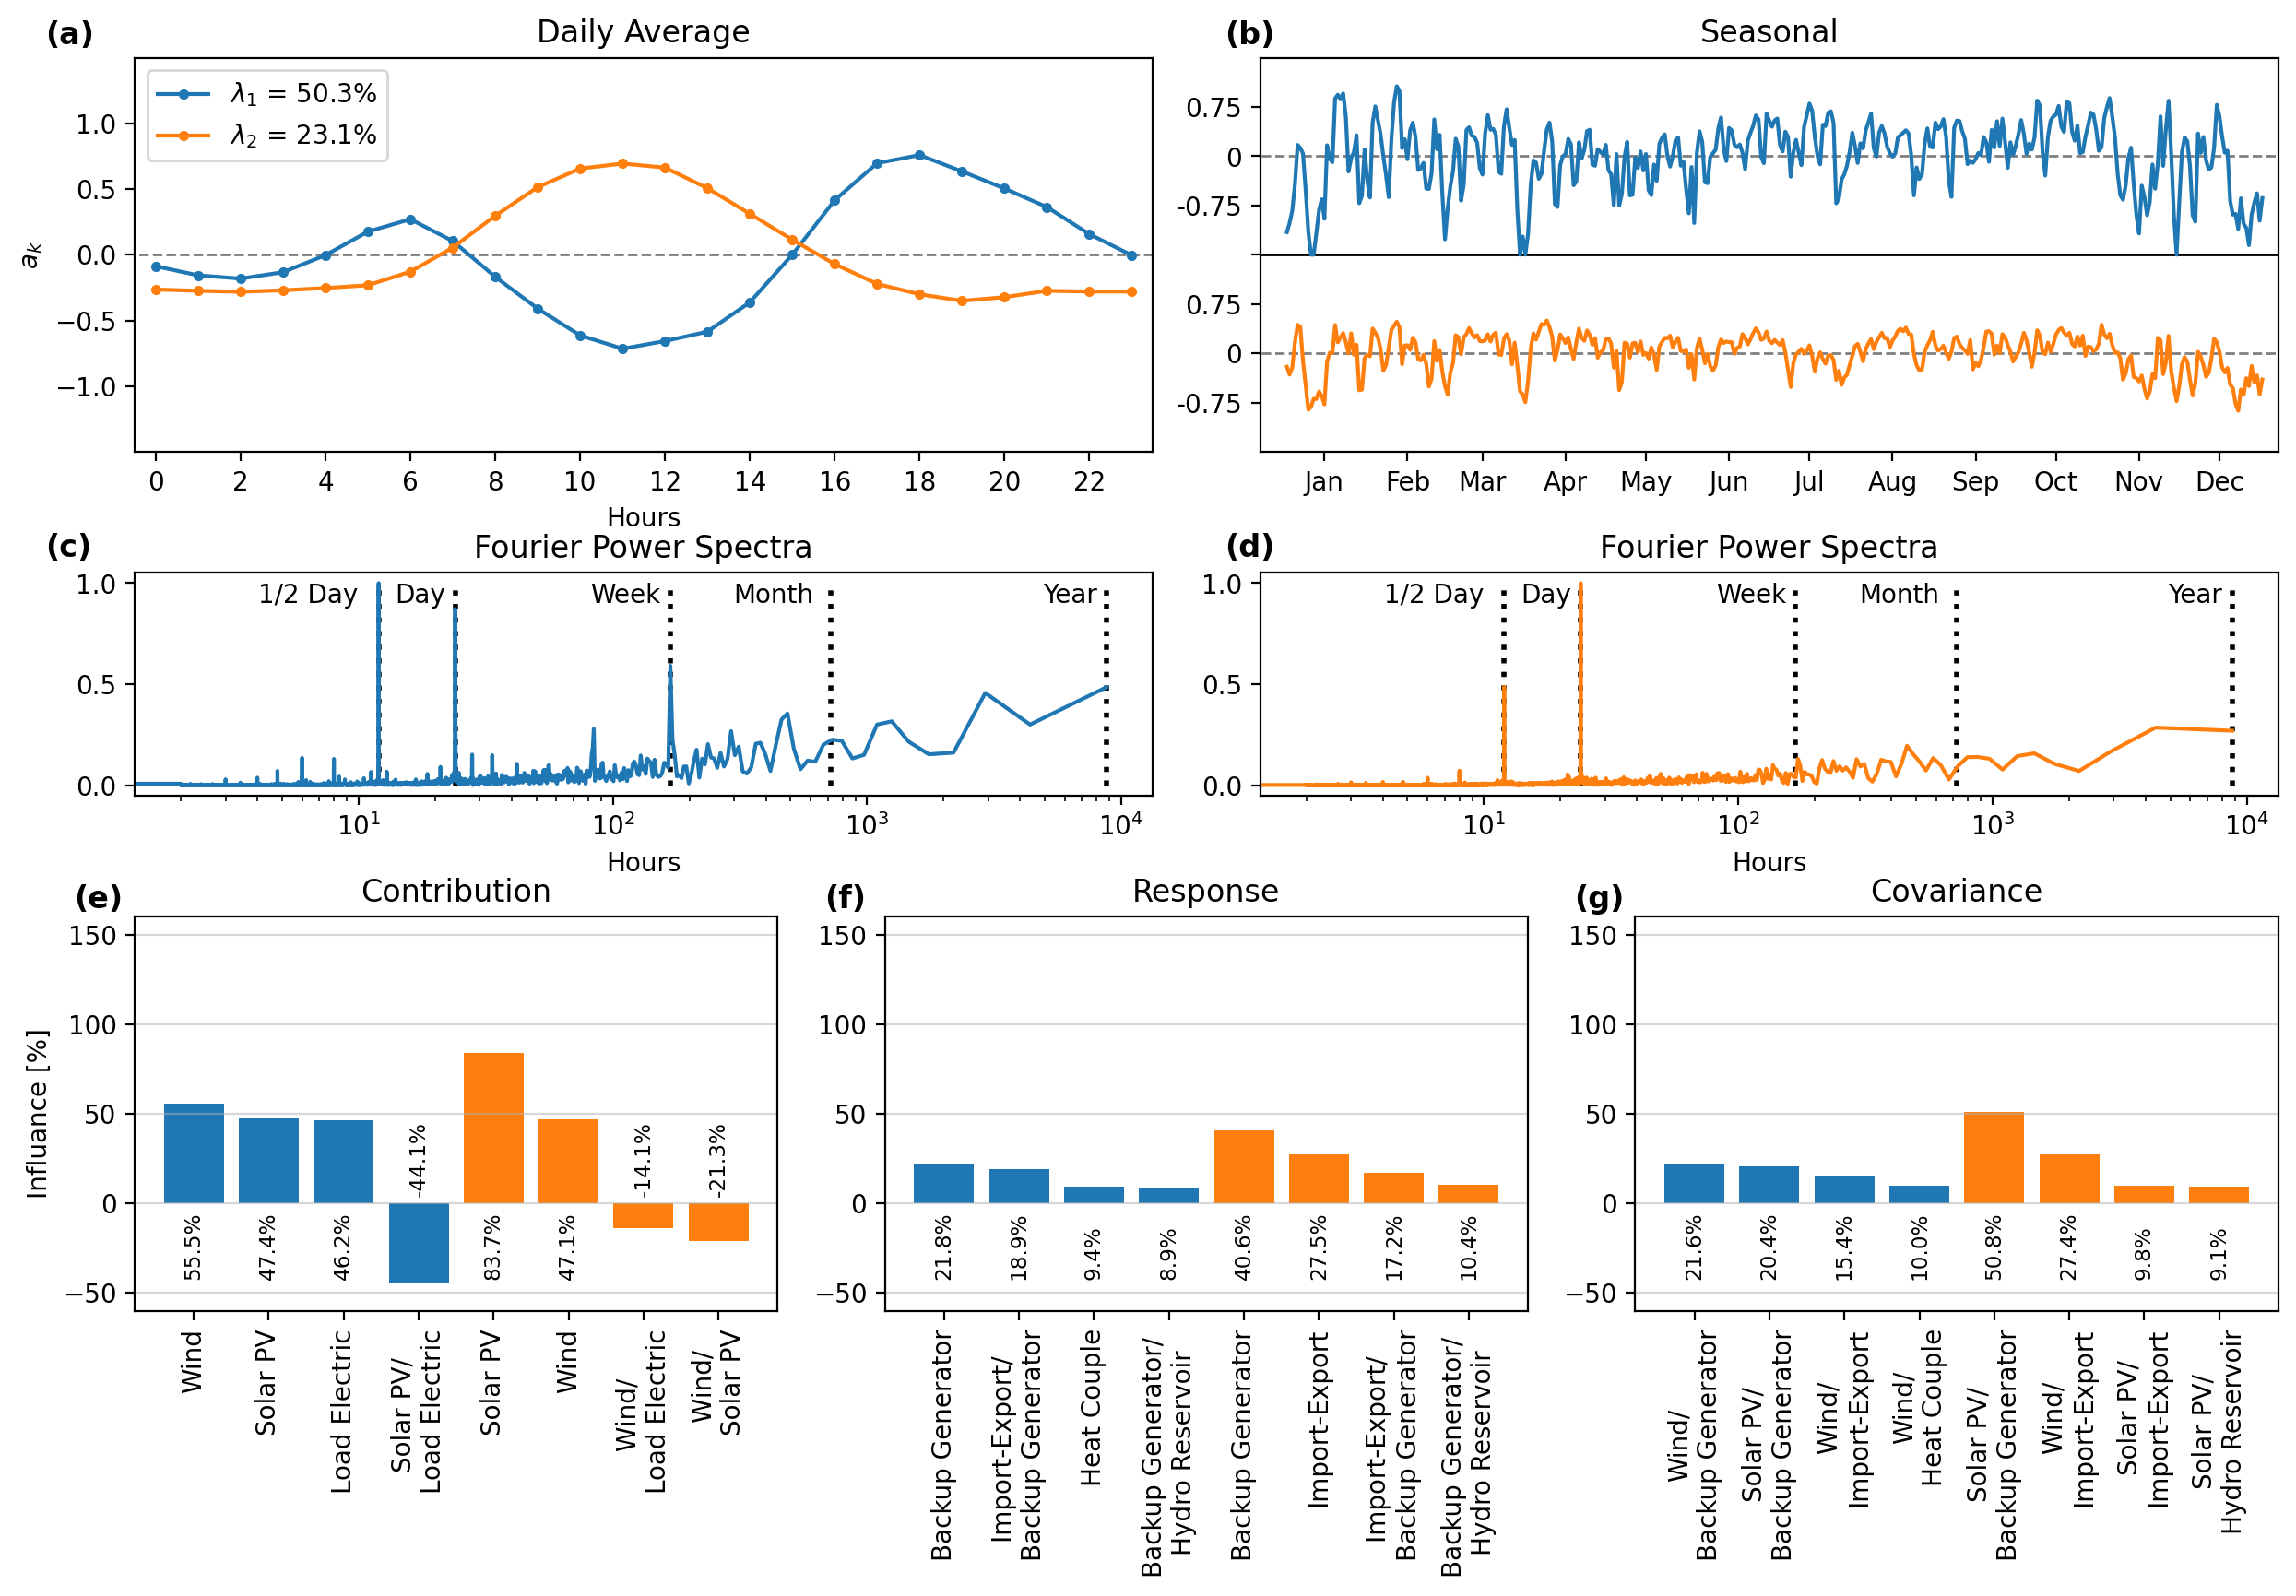 (a)
Daily Average
λ1 = 50.3%
λ2 = 23.1%
1.0
0.5
0.0
−0.5
−1.0
ak
0 2 4 6 8 10 12 14 16 18 20 22
Hours
(b)
Seasonal
0.75
0
-0.75
0.75
0
-0.75
Jan Feb Mar Apr May Jun Jul Aug Sep Oct Nov Dec
(c)
Fourier Power Spectra
1/2 Day Day Week Month Year
1.0
0.5
0.0
10^1 10^2 10^3 10^4
Hours
(d)
Fourier Power Spectra
1/2 Day Day Week Month Year
1.0
0.5
0.0
10^1 10^2 10^3 10^4
Hours
(e)
Contribution
Influance [%]
150
100
50
0
−50
55.5%
47.4%
46.2%
-44.1%
83.7%
47.1%
-14.1%
-21.3%
Wind
Solar PV
Load Electric
Solar PV/
Load Electric
Solar PV
Wind
Wind/
Load Electric
Wind/
Solar PV
(f)
Response
150
100
50
0
−50
21.8%
18.9%
9.4%
8.9%
40.6%
27.5%
17.2%
10.4%
Backup Generator
Import-Export/
Backup Generator
Heat Couple
Backup Generator/
Hydro Reservoir
Backup Generator
Import-Export
Import-Export/
Backup Generator
Backup Generator/
Hydro Reservoir
(g)
Covariance
150
100
50
0
−50
21.6%
20.4%
15.4%
10.0%
50.8%
27.4%
9.8%
9.1%
Wind/
Backup Generator
Solar PV/
Backup Generator
Wind/
Import-Export
Wind/
Heat Couple
Solar PV/
Backup Generator
Wind/
Import-Export
Solar PV/
Import-Export
Solar PV/
Hydro Reservoir